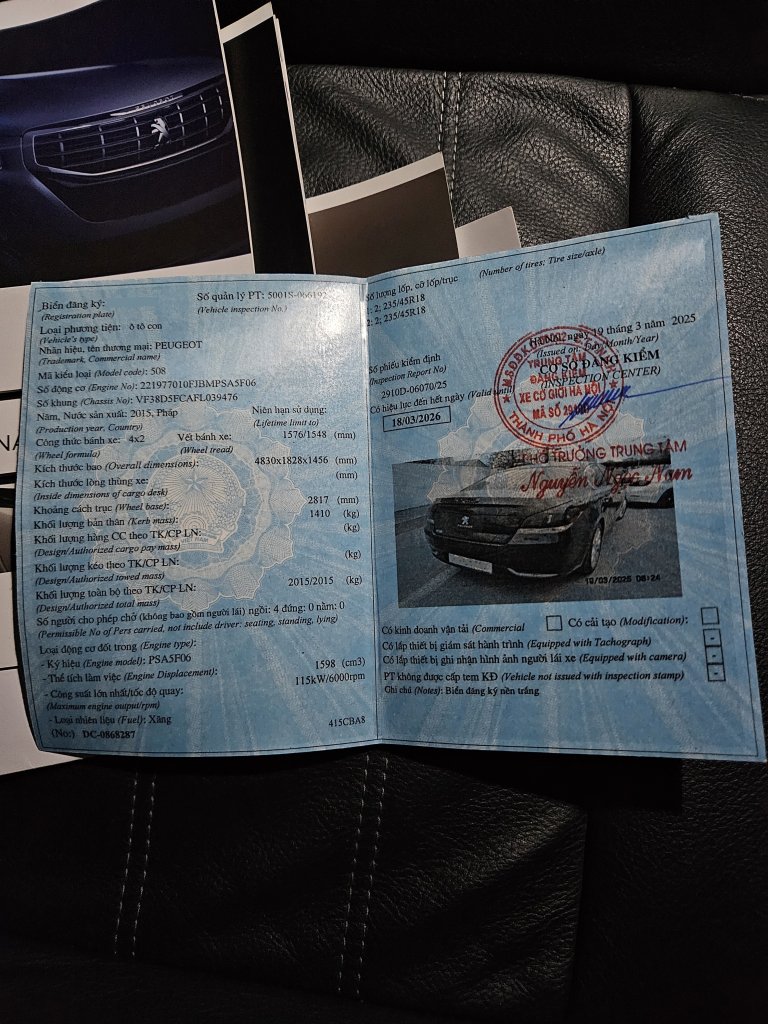 Biển đăng ký:
(Registration plate)
Số quản lý PT: 5001S-066192
(Vehicle inspection No.)
Loại phương tiện: ô tô con
(Vehicle's type)
Nhãn hiệu, tên thương mại: PEUGEOT
(Trademark, Commercial name)
Mã kiểu loại (Model code): 508
Số động cơ (Engine No): 221977010FJBMPSA5F06
Số khung (Chassis No): VF38D5FCAFL039476
Năm, Nước sản xuất: 2015, Pháp
(Production year, Country)
Niên hạn sử dụng:
(Lifetime limit to)
Công thức bánh xe: 4x2
(Wheel formula)
Vết bánh xe: 1576/1548 (mm)
(Wheel tread)
Kích thước bao (Overall dimensions): 4830x1828x1456 (mm)
Kích thước lòng thùng xe: (mm)
(Inside dimensions of cargo desk)
Khoảng cách trục (Wheel base): 2817 (mm)
Khối lượng bản thân (Kerb mass): 1410 (kg)
Khối lượng hàng CC theo TK/CP LN: (kg)
(Design/Authorized cargo pay mass)
Khối lượng kéo theo TK/CP LN: (kg)
(Design/Authorized towed mass)
Khối lượng toàn bộ theo TK/CP LN: 2015/2015 (kg)
(Design/Authorized total mass)
Số người cho phép chở (không bao gồm người lái) ngồi: 4 đứng: 0 nằm: 0
(Permissible No of Pers carried, not include driver: seating, standing, lying)
Loại động cơ đốt trong (Engine type):
- Ký hiệu (Engine model): PSA5F06
- Thể tích làm việc (Engine Displacement): 1598 (cm3)
- Công suất lớn nhất/tốc độ quay: 115kW/6000rpm
(Maximum engine output/rpm)
- Loại nhiên liệu (Fuel): Xăng
415CBA8
(No:) DC-0868287
Số lượng lốp, cỡ lốp/trục (Number of tires; Tire size/axle)
1: 2; 235/45R18
2: 2; 235/45R18
Số phiếu kiểm định
(Inspection Report No)
2910D-06070/25
Có hiệu lực đến hết ngày (Valid until)
18/03/2026
ngày 19 tháng 3 năm 2025
(Issued on: Day/Month/Year)
CƠ SỞ ĐĂNG KIỂM
(INSPECTION CENTER)
TRUNG TÂM
ĐĂNG KIỂM
XE CƠ GIỚI HÀ NỘI
THÀNH PHỐ HÀ NỘI
PHÓ TRƯỞNG TRUNG TÂM
Nguyễn Ngọc Nam
19/03/2025 08:24
Có kinh doanh vận tải (Commercial
Có cải tạo (Modification):
Có lắp thiết bị giám sát hành trình (Equipped with Tachograph)
Có lắp thiết bị ghi nhận hình ảnh người lái xe (Equipped with camera)
PT không được cấp tem KĐ (Vehicle not issued with inspection stamp)
Ghi chú (Notes): Biển đăng ký nền trắng